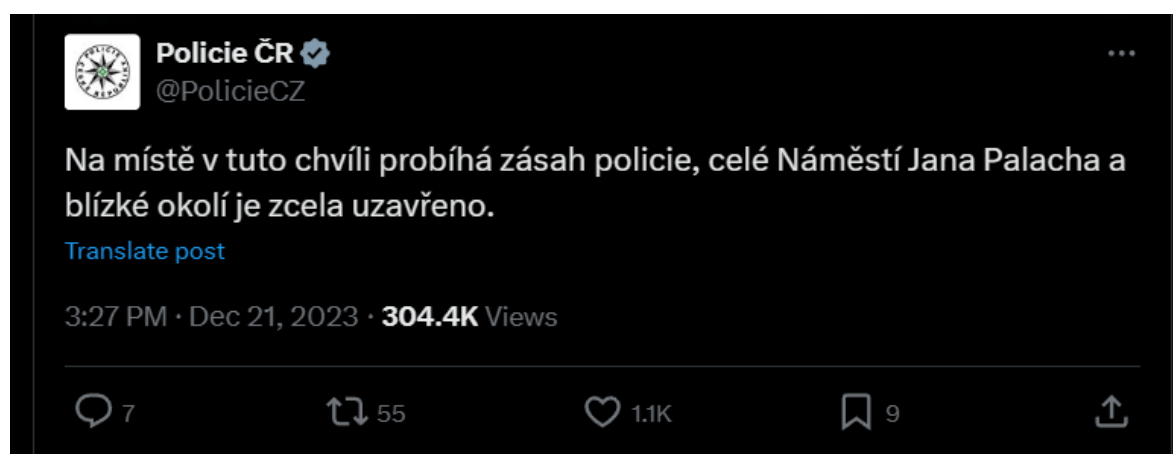 Policie ČR
@PolicieCZ
Na místě v tuto chvíli probíhá zásah policie, celé Náměstí Jana Palacha a
blízké okolí je zcela uzavřeno.
Translate post
3:27 PM · Dec 21, 2023 · 304.4K Views
7 55 1.1K 9